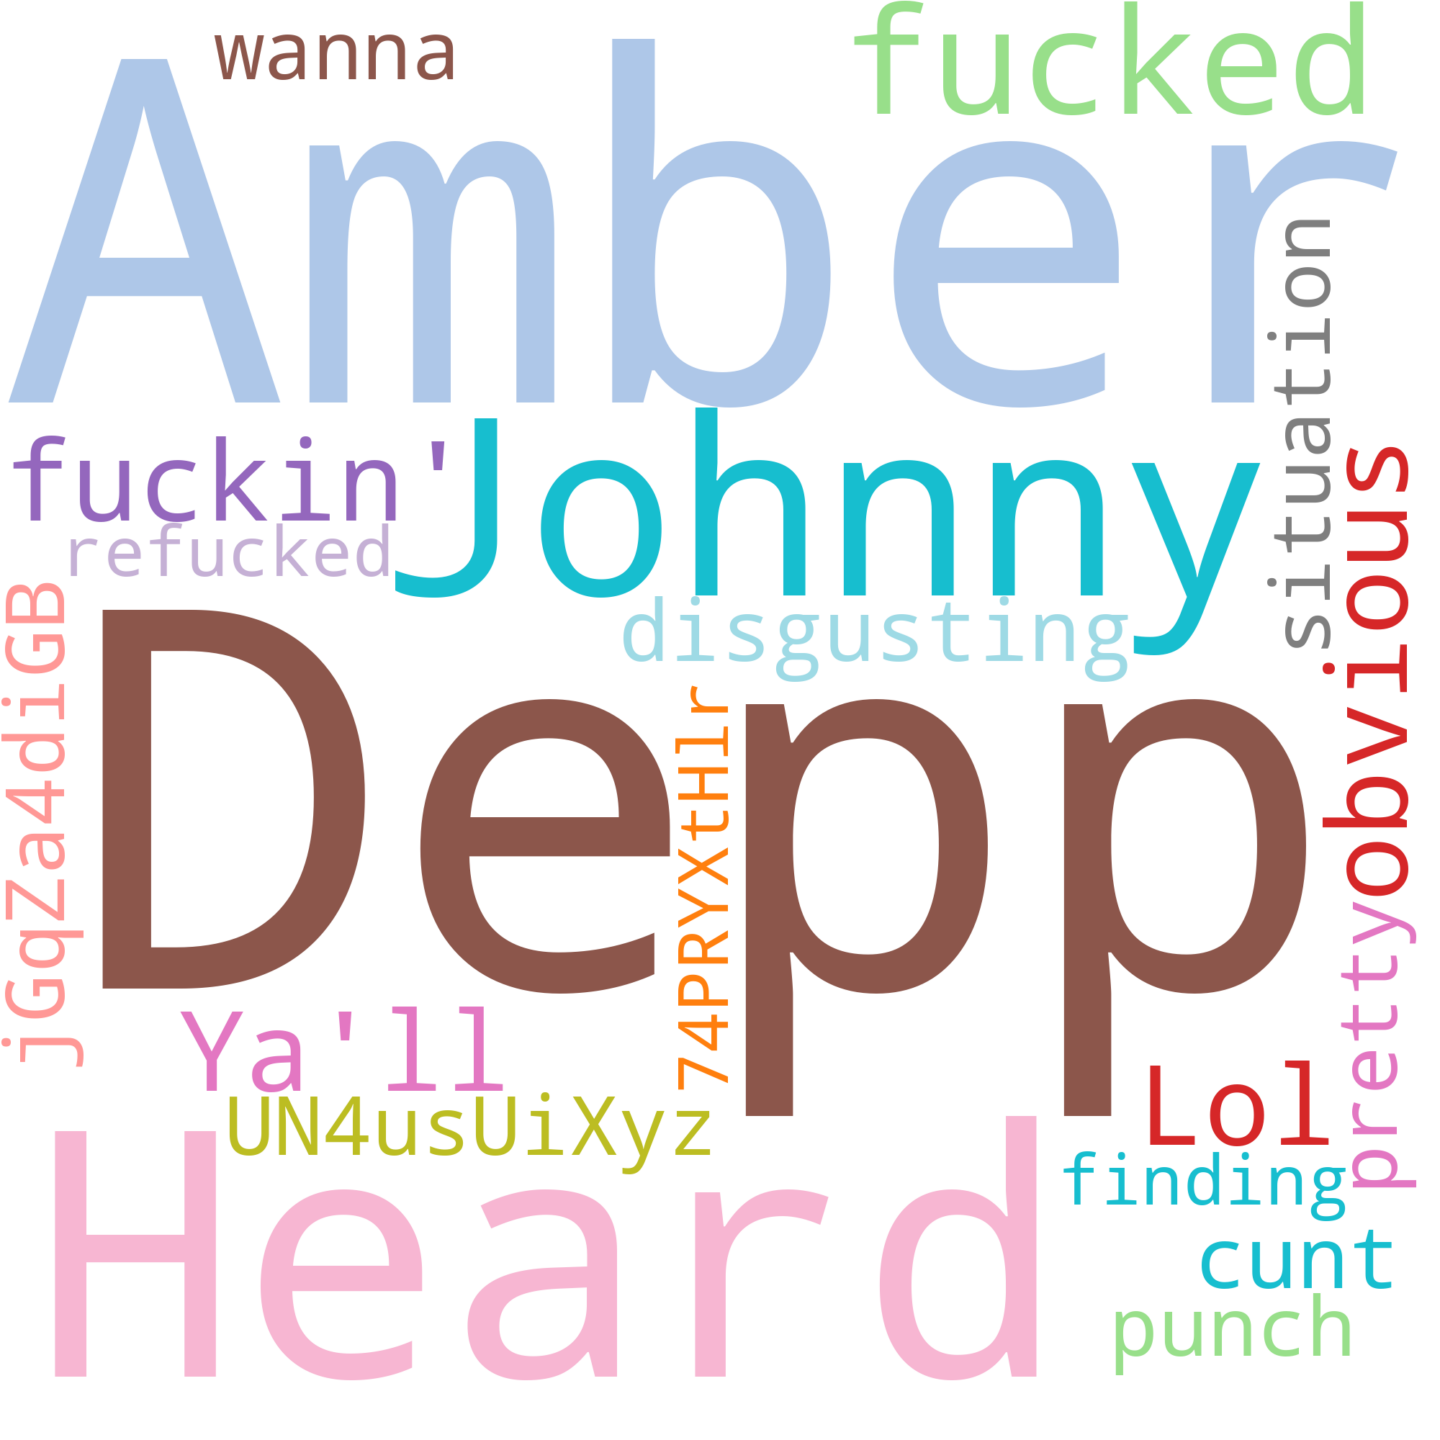 wanna
fucked
Amber
situation
fuckin'
Johnny
obvious
refucked
jGqZa4diGB
disgusting
Depp
74PRYXtHlr
pretty
Ya'll
UN4usUiXyz
Lol
Heard
finding
cunt
punch